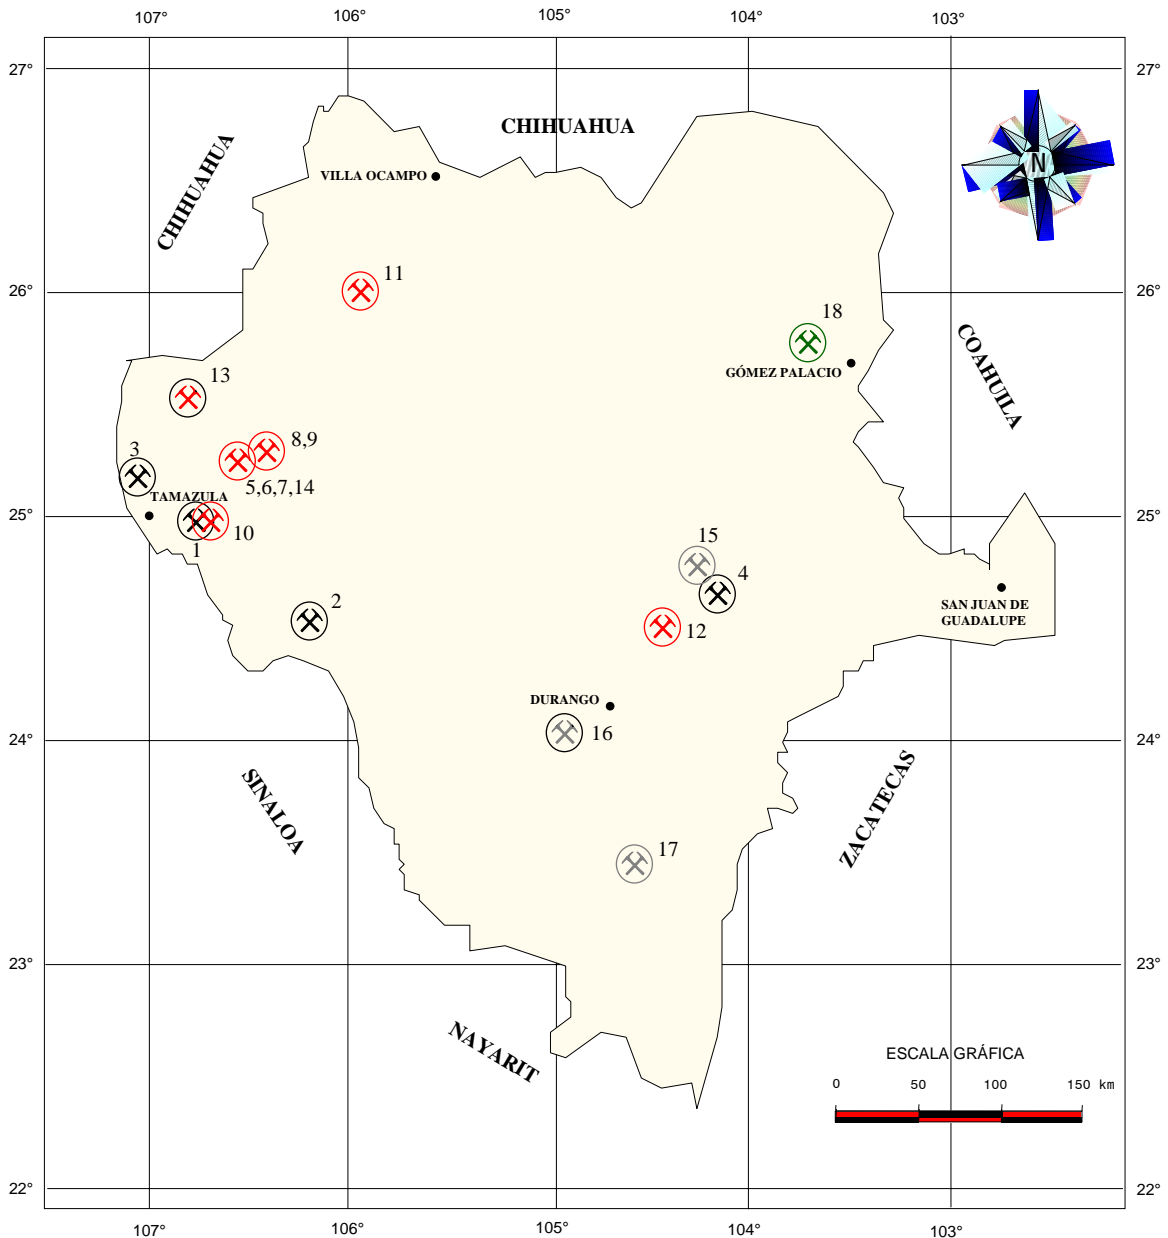 107°
106°
105°
104°
103°
27°
27°
CHIHUAHUA
CHIHUAHUA
N
VILLA OCAMPO
11
26°
26°
18
COAHUILA
GÓMEZ PALACIO
13
8,9
3
5,6,7,14
TAMAZULA
25°
25°
10
1
15
4
2
12
SAN JUAN DE
GUADALUPE
DURANGO
16
24°
24°
SINALOA
ZACATECAS
17
23°
23°
NAYARIT
ESCALA GRÁFICA
0 50 100 150 km
22°
22°
107°
106°
105°
104°
103°